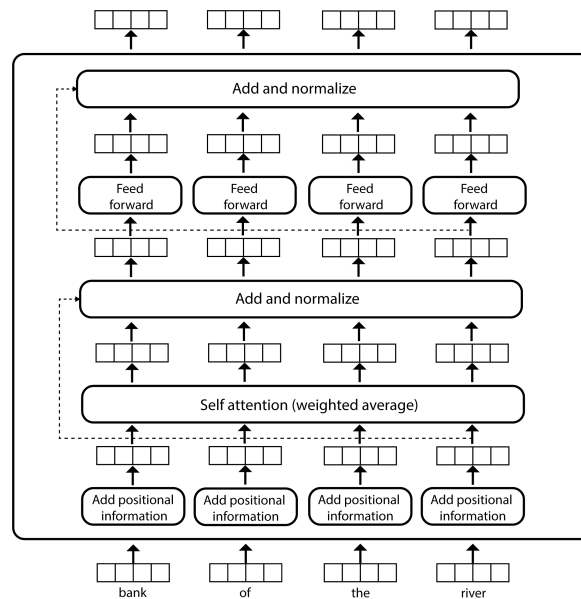 Add and normalize
Feed forward Feed forward Feed forward Feed forward
Add and normalize
Self attention (weighted average)
Add positional information Add positional information Add positional information Add positional information
bank of the river